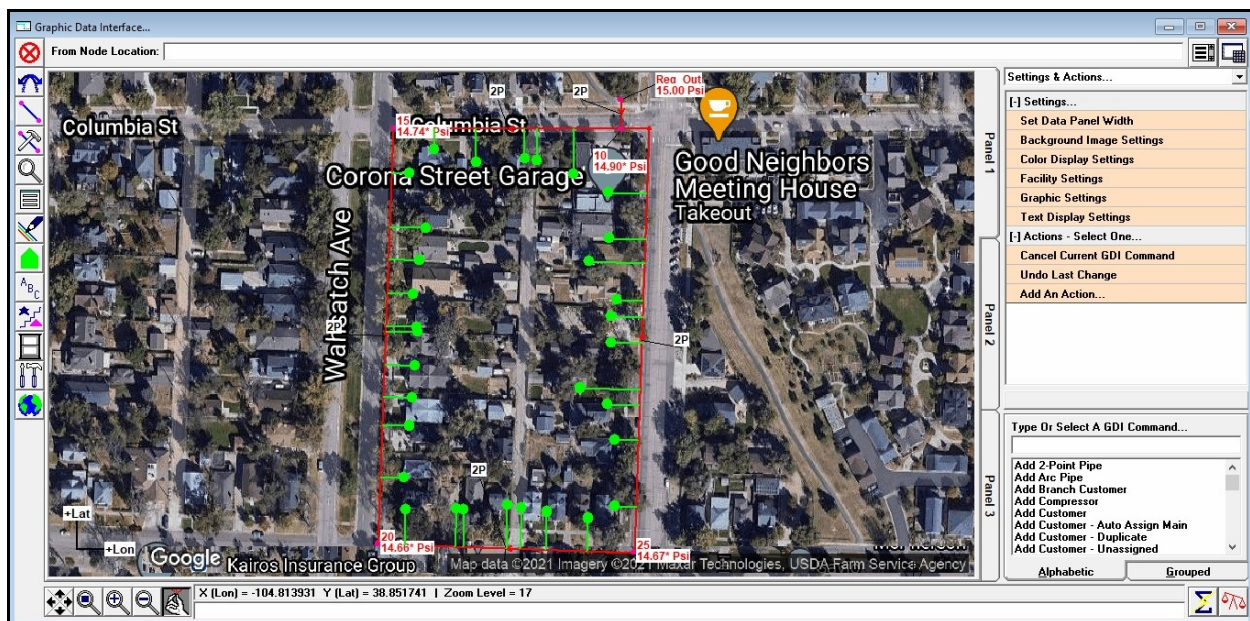 Graphic Data Interface...
From Node Location:
Reg_Out
15.00 Psi
2P
2P
15
14.74* Psi
Columbia St
Columbia St
10
14.90* Psi
Corona Street Garage
Good Neighbors
Meeting House
Takeout
Wahsatch Ave
2P
2P
2P
+Lat
+Lon
20
14.66* Psi
25
14.67* Psi
Google
Kairos Insurance Group
Map data ©2021 Imagery ©2021 Maxar Technologies, USDA Farm Service Agency
Panel 1
Panel 2
Panel 3
Settings & Actions...
[-] Settings...
Set Data Panel Width
Background Image Settings
Color Display Settings
Facility Settings
Graphic Settings
Text Display Settings
[-] Actions - Select One...
Cancel Current GDI Command
Undo Last Change
Add An Action...
Type Or Select A GDI Command...
Add 2-Point Pipe
Add Arc Pipe
Add Branch Customer
Add Compressor
Add Customer
Add Customer - Auto Assign Main
Add Customer - Duplicate
Add Customer - Unassigned
Alphabetic
Grouped
ABC
X (Lon) = -104.813931 Y (Lat) = 38.851741 | Zoom Level = 17